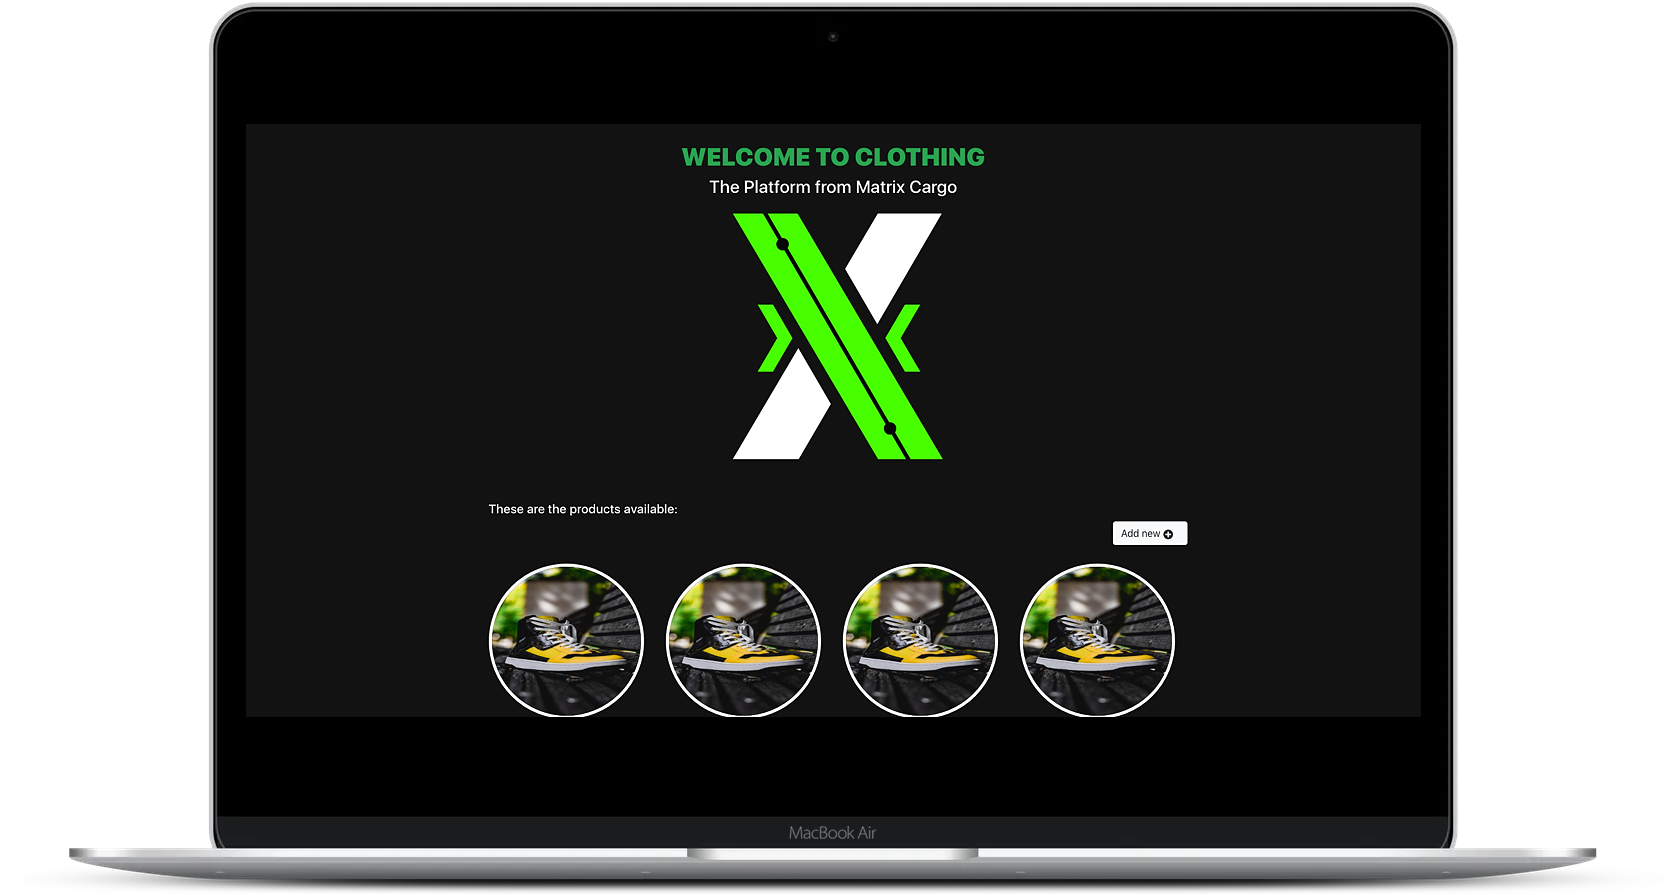 WELCOME TO CLOTHING
The Platform from Matrix Cargo
These are the products available:
Add new
MacBook Air